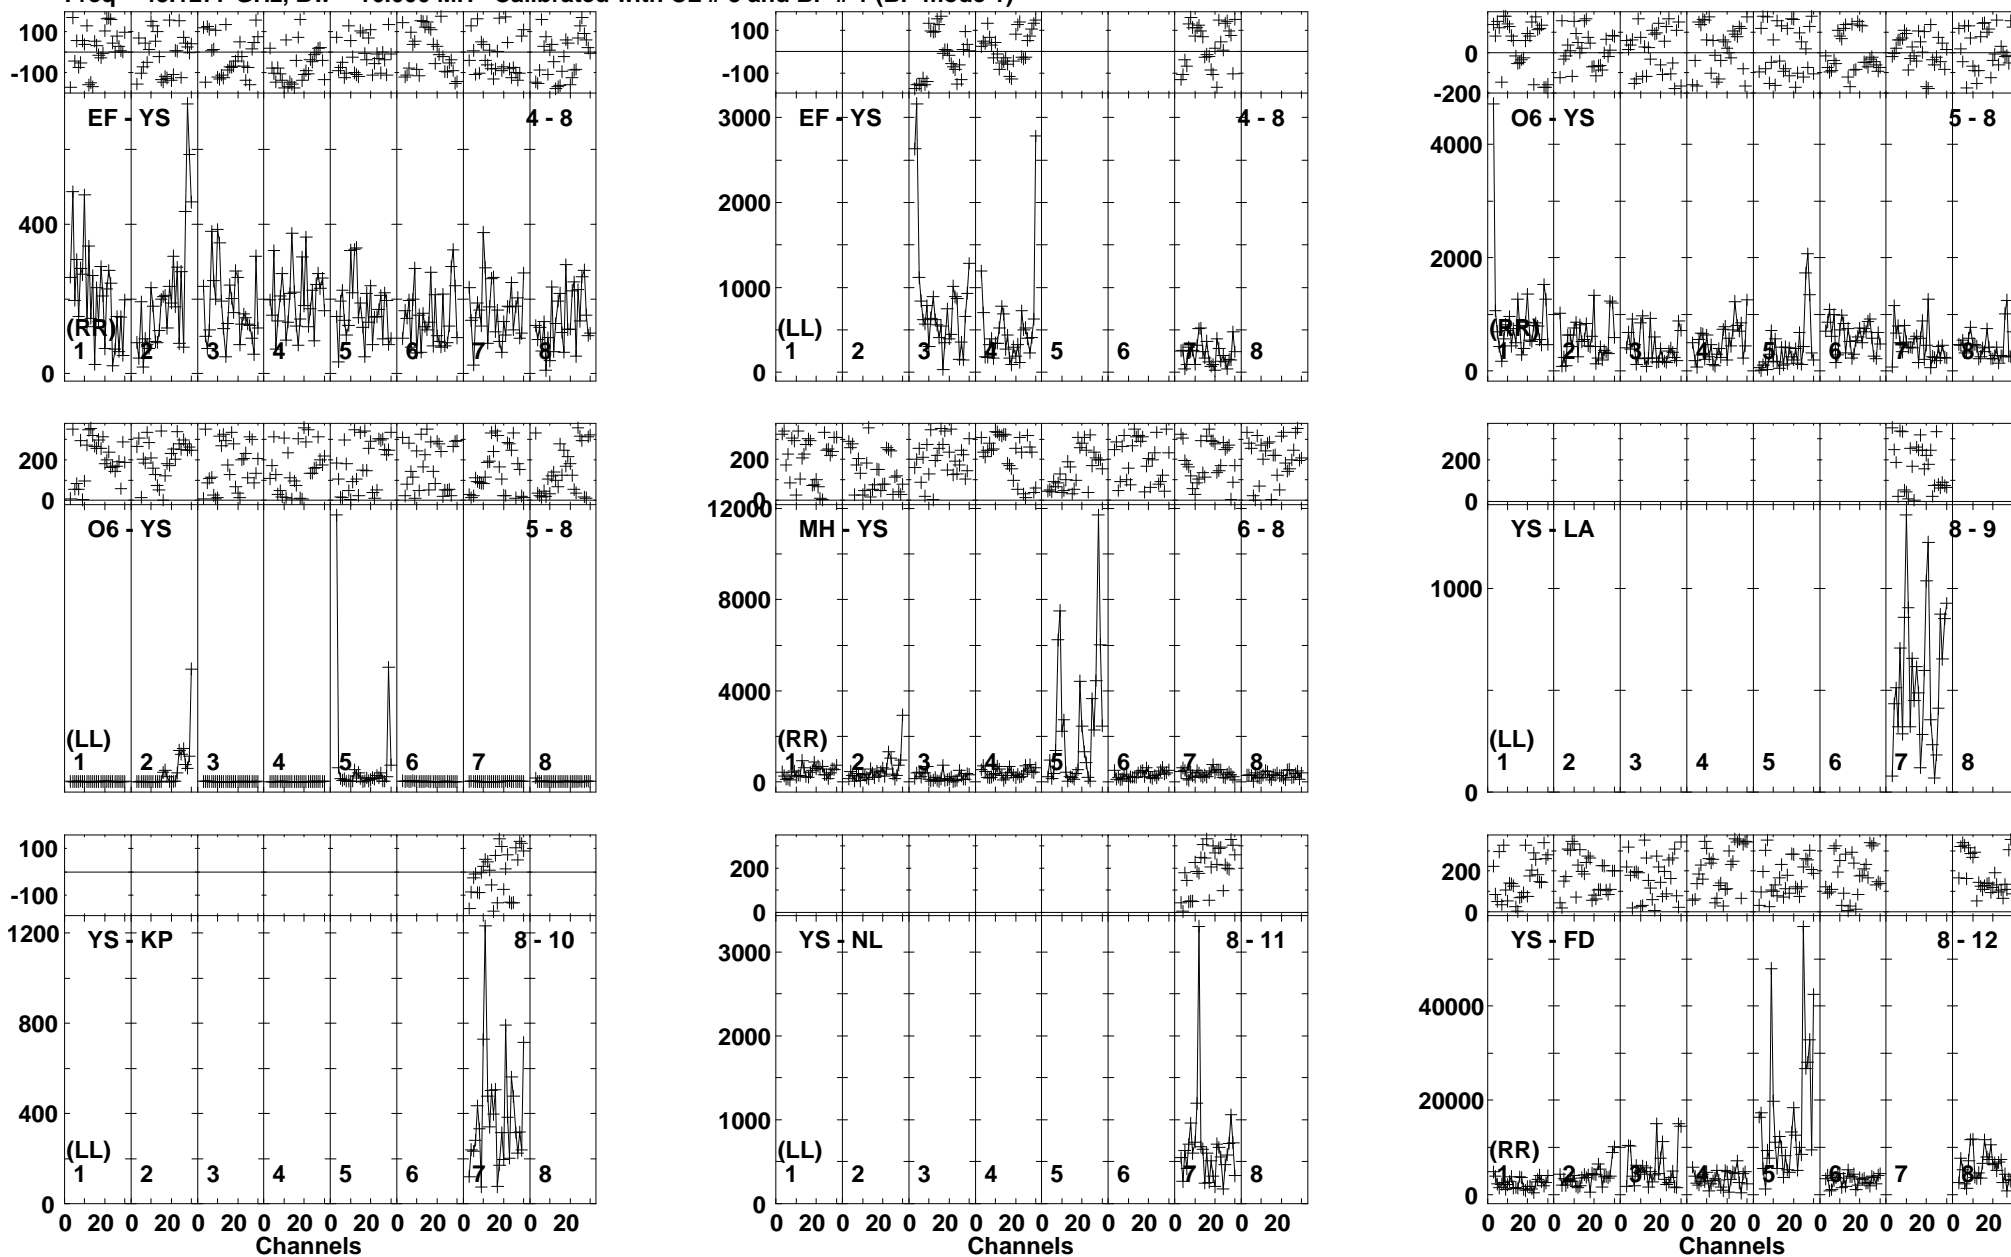 100
-100
EF - YS
4 - 8
400
(RR)
1 2 3 4 5 6 7 8
0
100
-100
EF - YS
4 - 8
3000
2000
1000
(LL)
1 2 3 4 5 6 7 8
0
0
-200
O6 - YS
5 - 8
4000
2000
(RR)
1 2 3 4 5 6 7 8
0
200
0
O6 - YS
5 - 8
(LL)
1 2 3 4 5 6 7 8
200
0
12000
MH - YS
6 - 8
8000
4000
(RR)
1 2 3 4 5 6 7 8
0
200
0
YS - LA
8 - 9
1000
(LL)
1 2 3 4 5 6 7 8
0
100
-100
1200
YS - KP
8 - 10
800
400
(LL)
1 2 3 4 5 6 7 8
0
0 20 0 20 0 20 0 20 0 20 0 20 0 20 0 20
Channels
200
0
YS - NL
8 - 11
3000
2000
1000
(LL)
1 2 3 4 5 6 7 8
0
0 20 0 20 0 20 0 20 0 20 0 20 0 20 0 20
Channels
200
0
YS - FD
8 - 12
40000
20000
(RR)
1 2 3 4 5 6 7 8
0
0 20 0 20 0 20 0 20 0 20 0 20 0 20 0 20
Channels